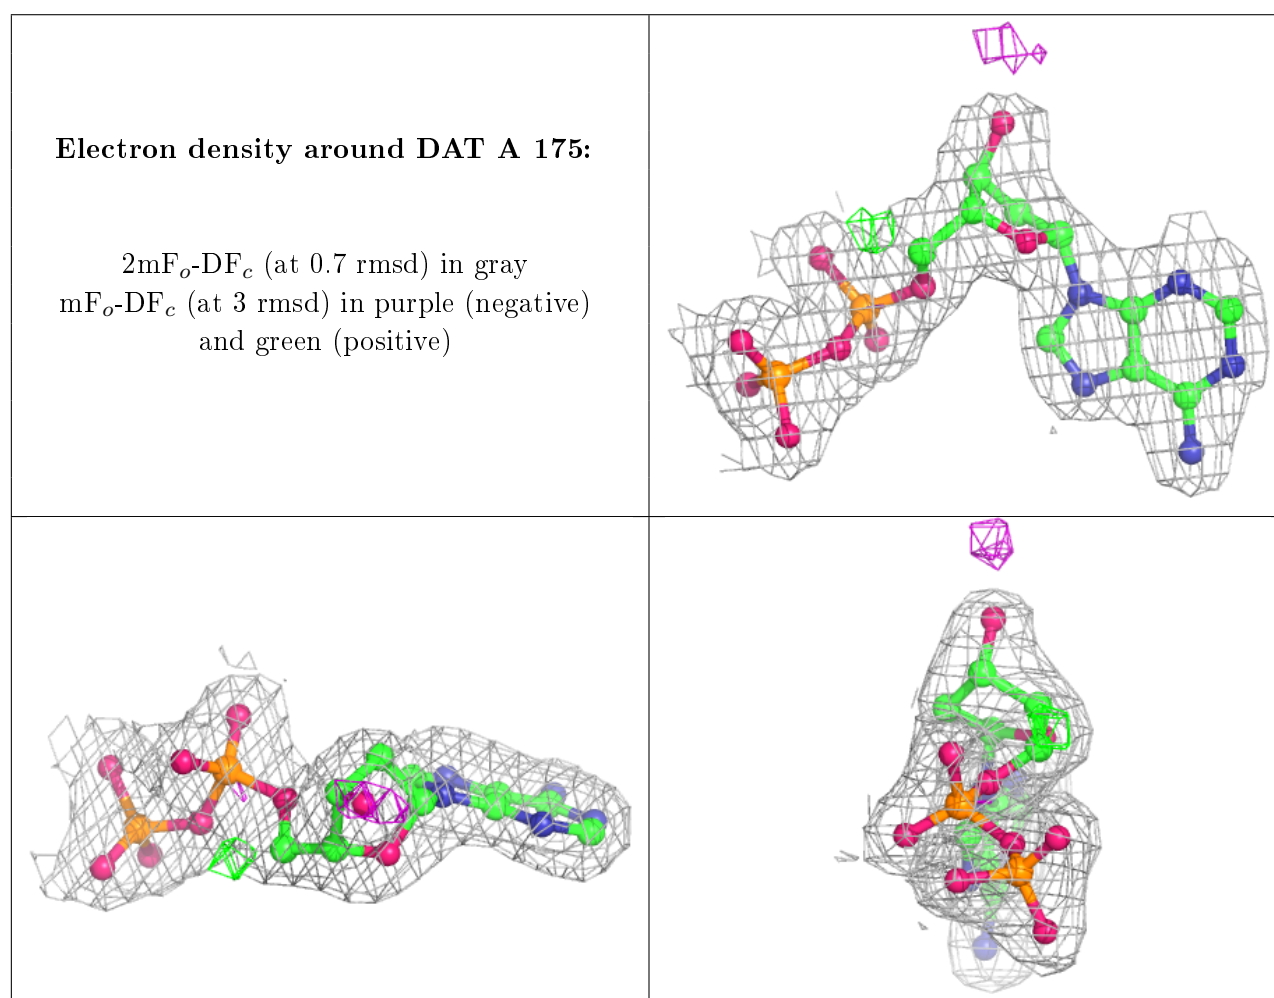 Electron density around DAT A 175:
2mFo-DFc (at 0.7 rmsd) in gray
mFo-DFc (at 3 rmsd) in purple (negative)
and green (positive)